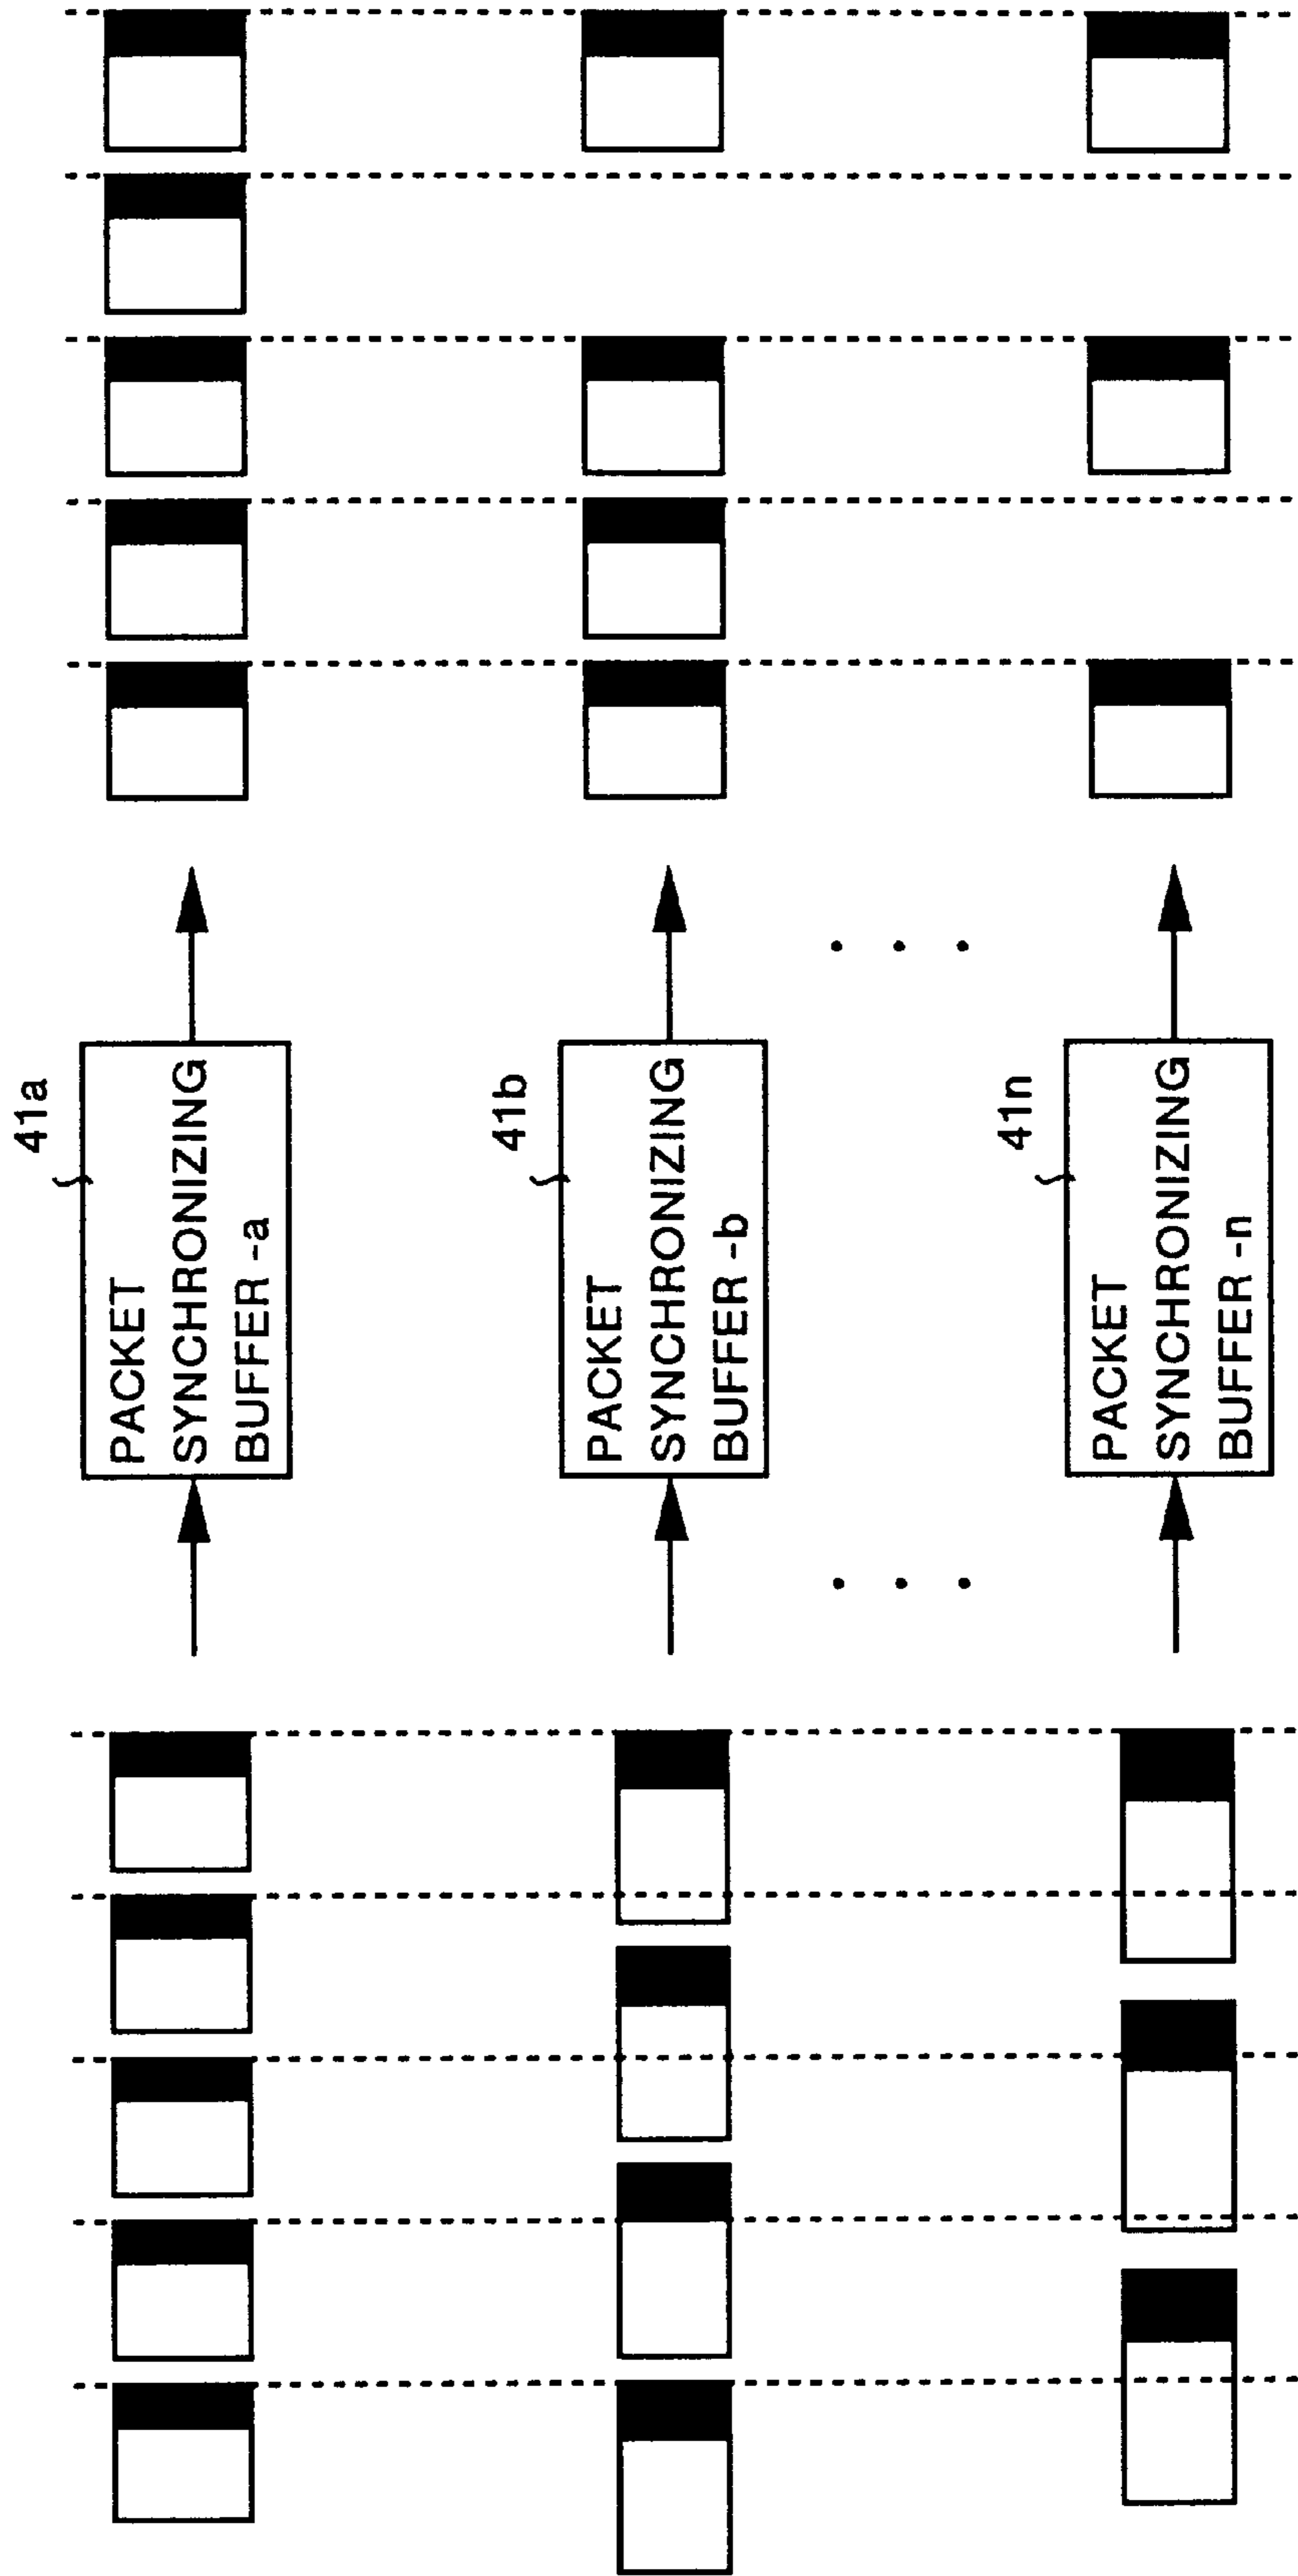 41a
PACKET
SYNCHRONIZING
BUFFER -a
41b
PACKET
SYNCHRONIZING
BUFFER -b
41n
PACKET
SYNCHRONIZING
BUFFER -n